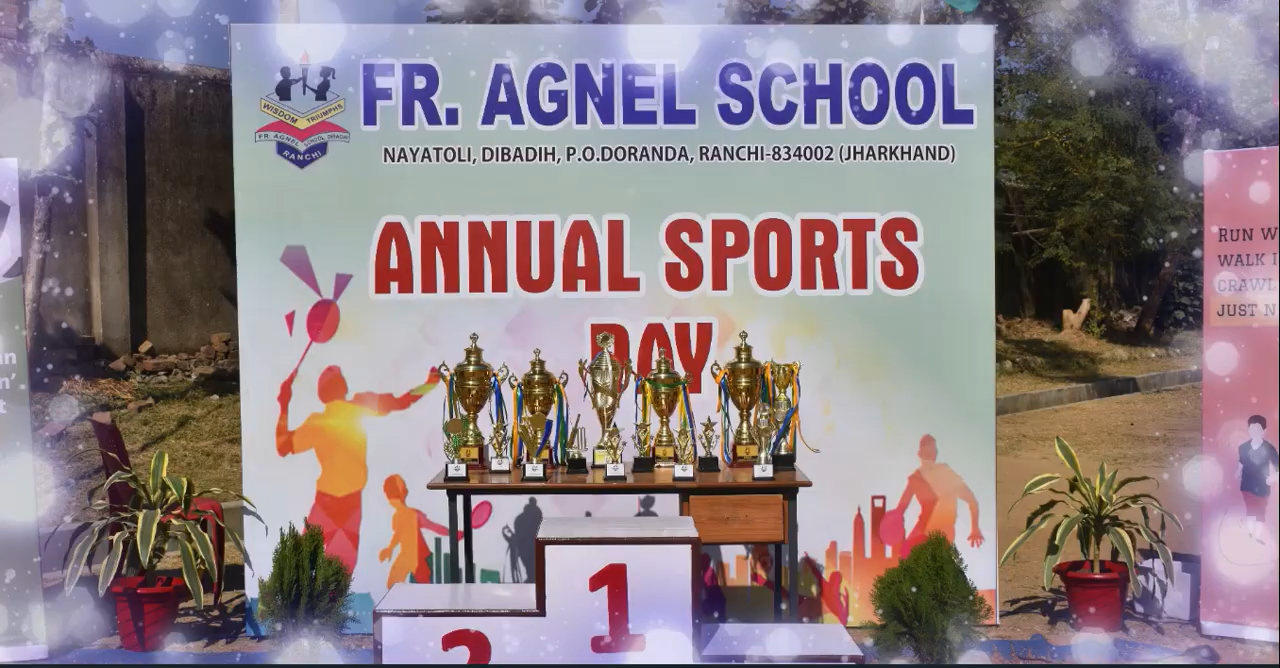 FR. AGNEL SCHOOL
NAYATOLI, DIBADIH, P.O.DORANDA, RANCHI-834002 (JHARKHAND)
WISDOM TRIUMPHS
FR. AGNEL SCHOOL, DIBADIH
RANCHI
ANNUAL SPORTS
DAY
RUN W
WALK I
CRAWL
JUST N
1
2